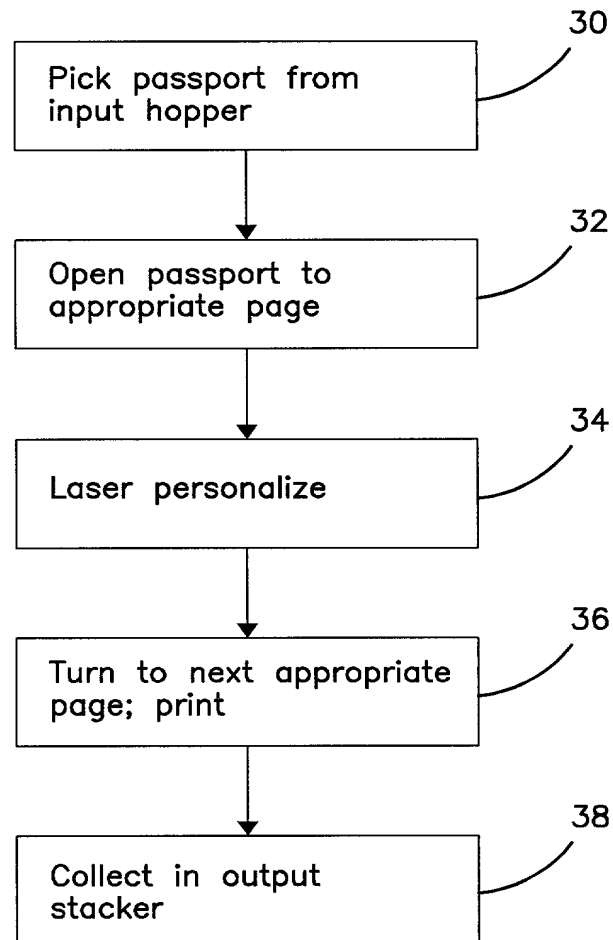 30
Pick passport from
input hopper
32
Open passport to
appropriate page
34
Laser personalize
36
Turn to next appropriate
page; print
38
Collect in output
stacker